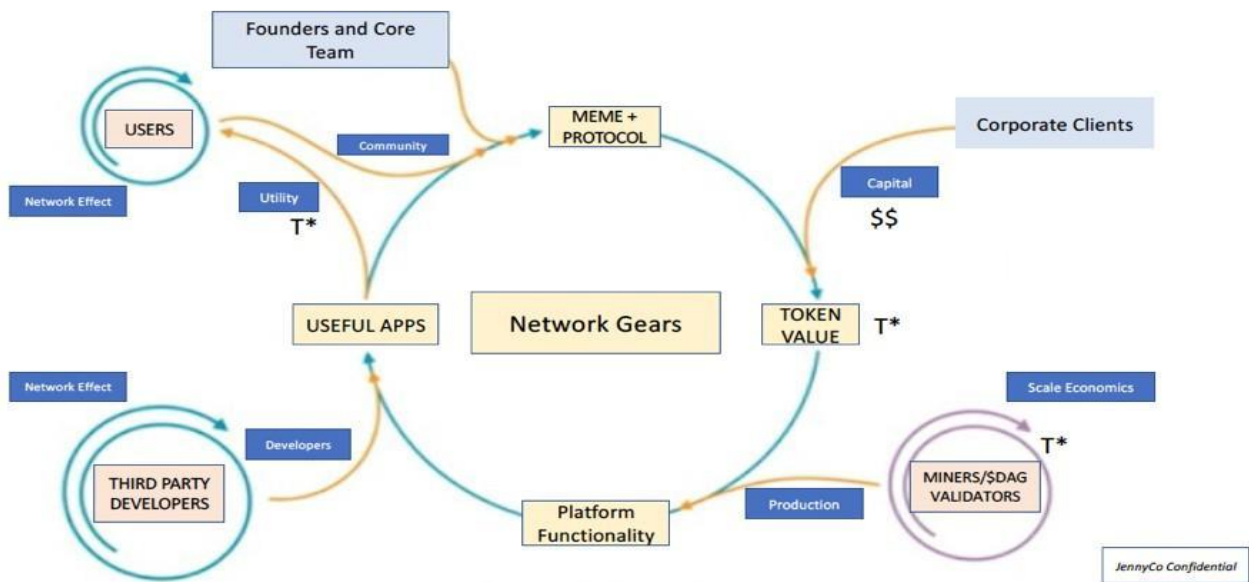 Founders and Core
Team
USERS
MEME +
PROTOCOL
Corporate Clients
Community
Capital
$$
Network Effect
Utility
T*
USEFUL APPS
Network Gears
TOKEN
VALUE
T*
Network Effect
Scale Economics
Developers
T*
THIRD PARTY
DEVELOPERS
MINERS/$DAG
VALIDATORS
Production
Platform
Functionality
JennyCo Confidential